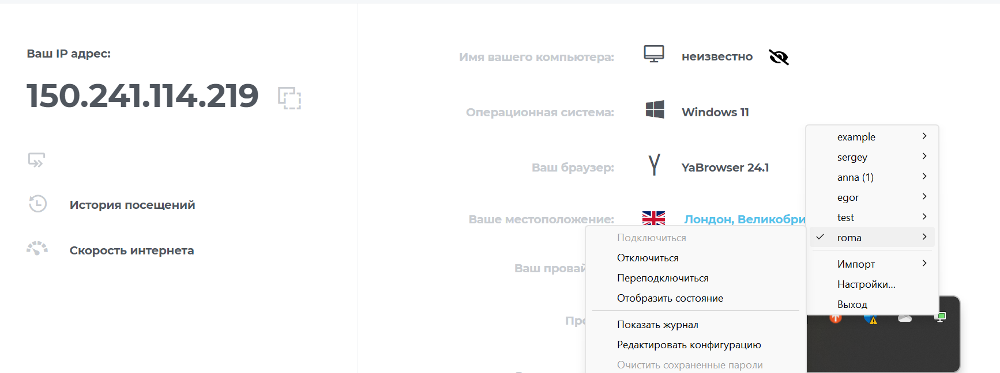 Ваш IP адрес:
150.241.114.219
История посещений
Скорость интернета
Имя вашего компьютера: неизвестно
Операционная система: Windows 11
Ваш браузер: YaBrowser 24.1
Ваше местоположение: Лондон, Великобри
Ваш провай
Про
example
sergey
anna (1)
egor
test
roma
Импорт
Настройки...
Выход
Подключиться
Отключиться
Переподключиться
Отобразить состояние
Показать журнал
Редактировать конфигурацию
Очистить сохраненные пароли